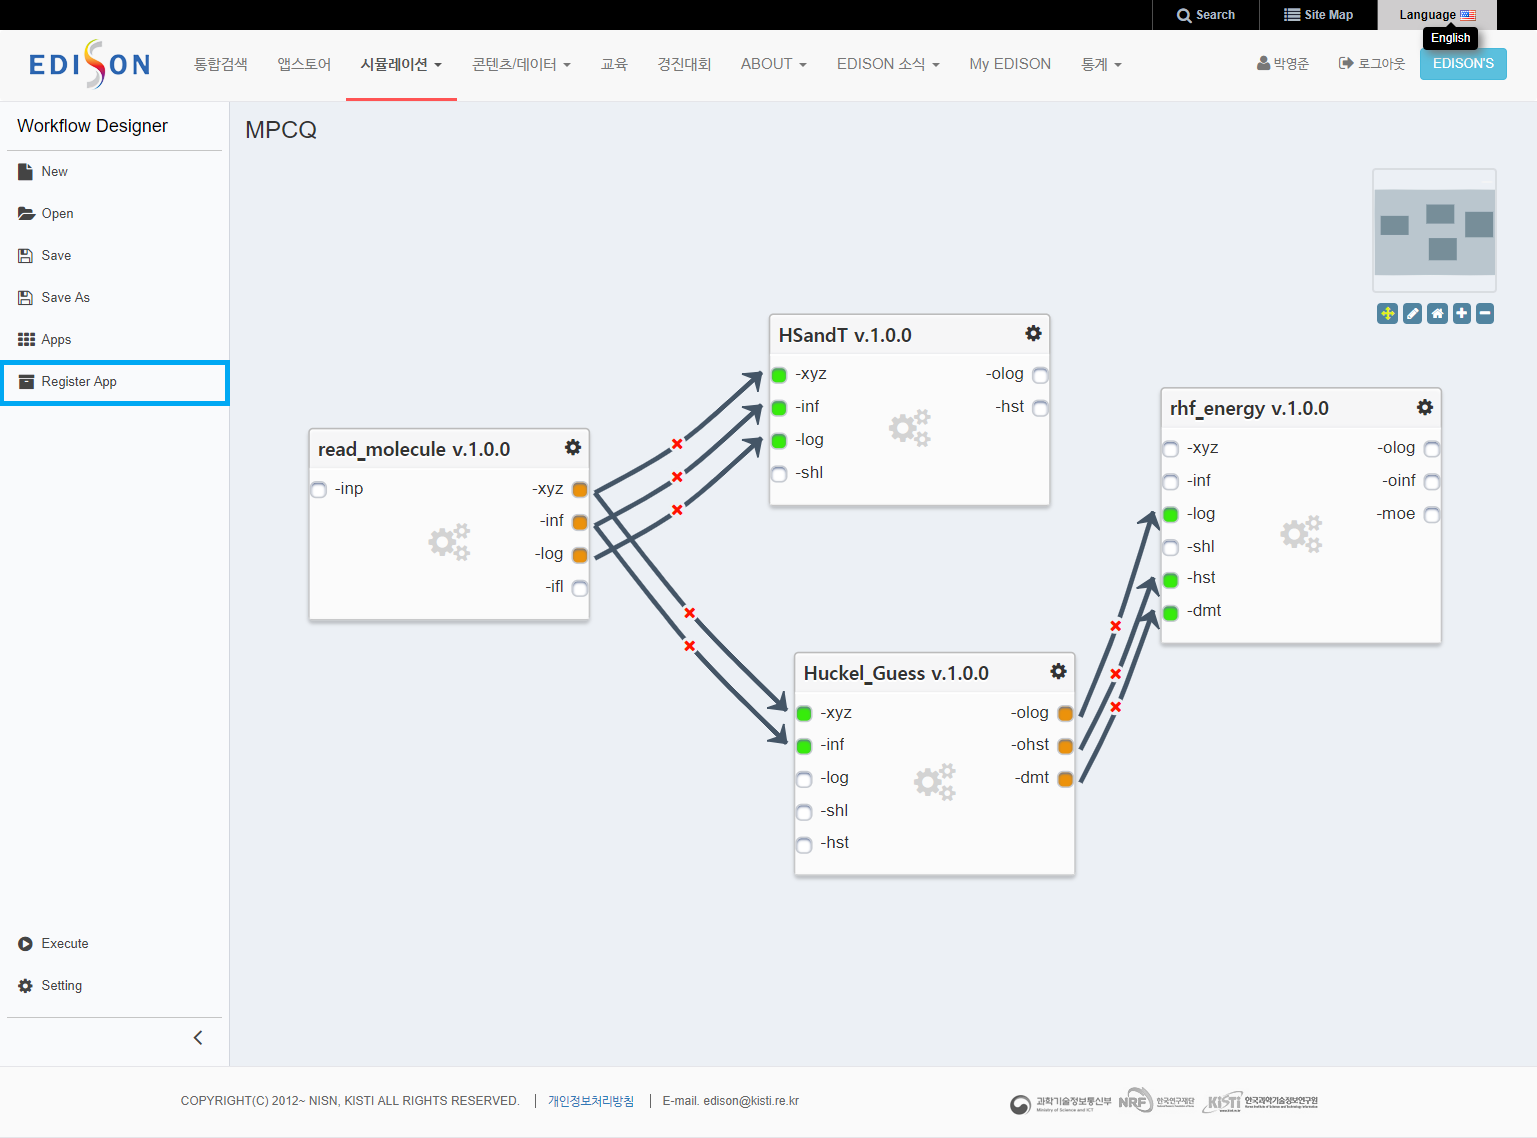 Search
Site Map
Language
English
EDISON
통합검색
앱스토어
시뮬레이션
콘텐츠/데이터
교육
경진대회
ABOUT
EDISON 소식
My EDISON
통계
박영준
로그아웃
EDISON'S
Workflow Designer
New
Open
Save
Save As
Apps
Register App
Execute
Setting
MPCQ
read_molecule v.1.0.0
-inp
-xyz
-inf
-log
-ifl
HSandT v.1.0.0
-xyz
-olog
-inf
-hst
-log
-shl
rhf_energy v.1.0.0
-xyz
-olog
-inf
-oinf
-log
-moe
-shl
-hst
-dmt
Huckel_Guess v.1.0.0
-xyz
-olog
-inf
-ohst
-log
-dmt
-shl
-hst
COPYRIGHT(C) 2012~ NISN, KISTI ALL RIGHTS RESERVED.
개인정보처리방침
E-mail. edison@kisti.re.kr
과학기술정보통신부
Ministry of Science and ICT
NRF 한국연구재단
KiSTi 한국과학기술정보연구원